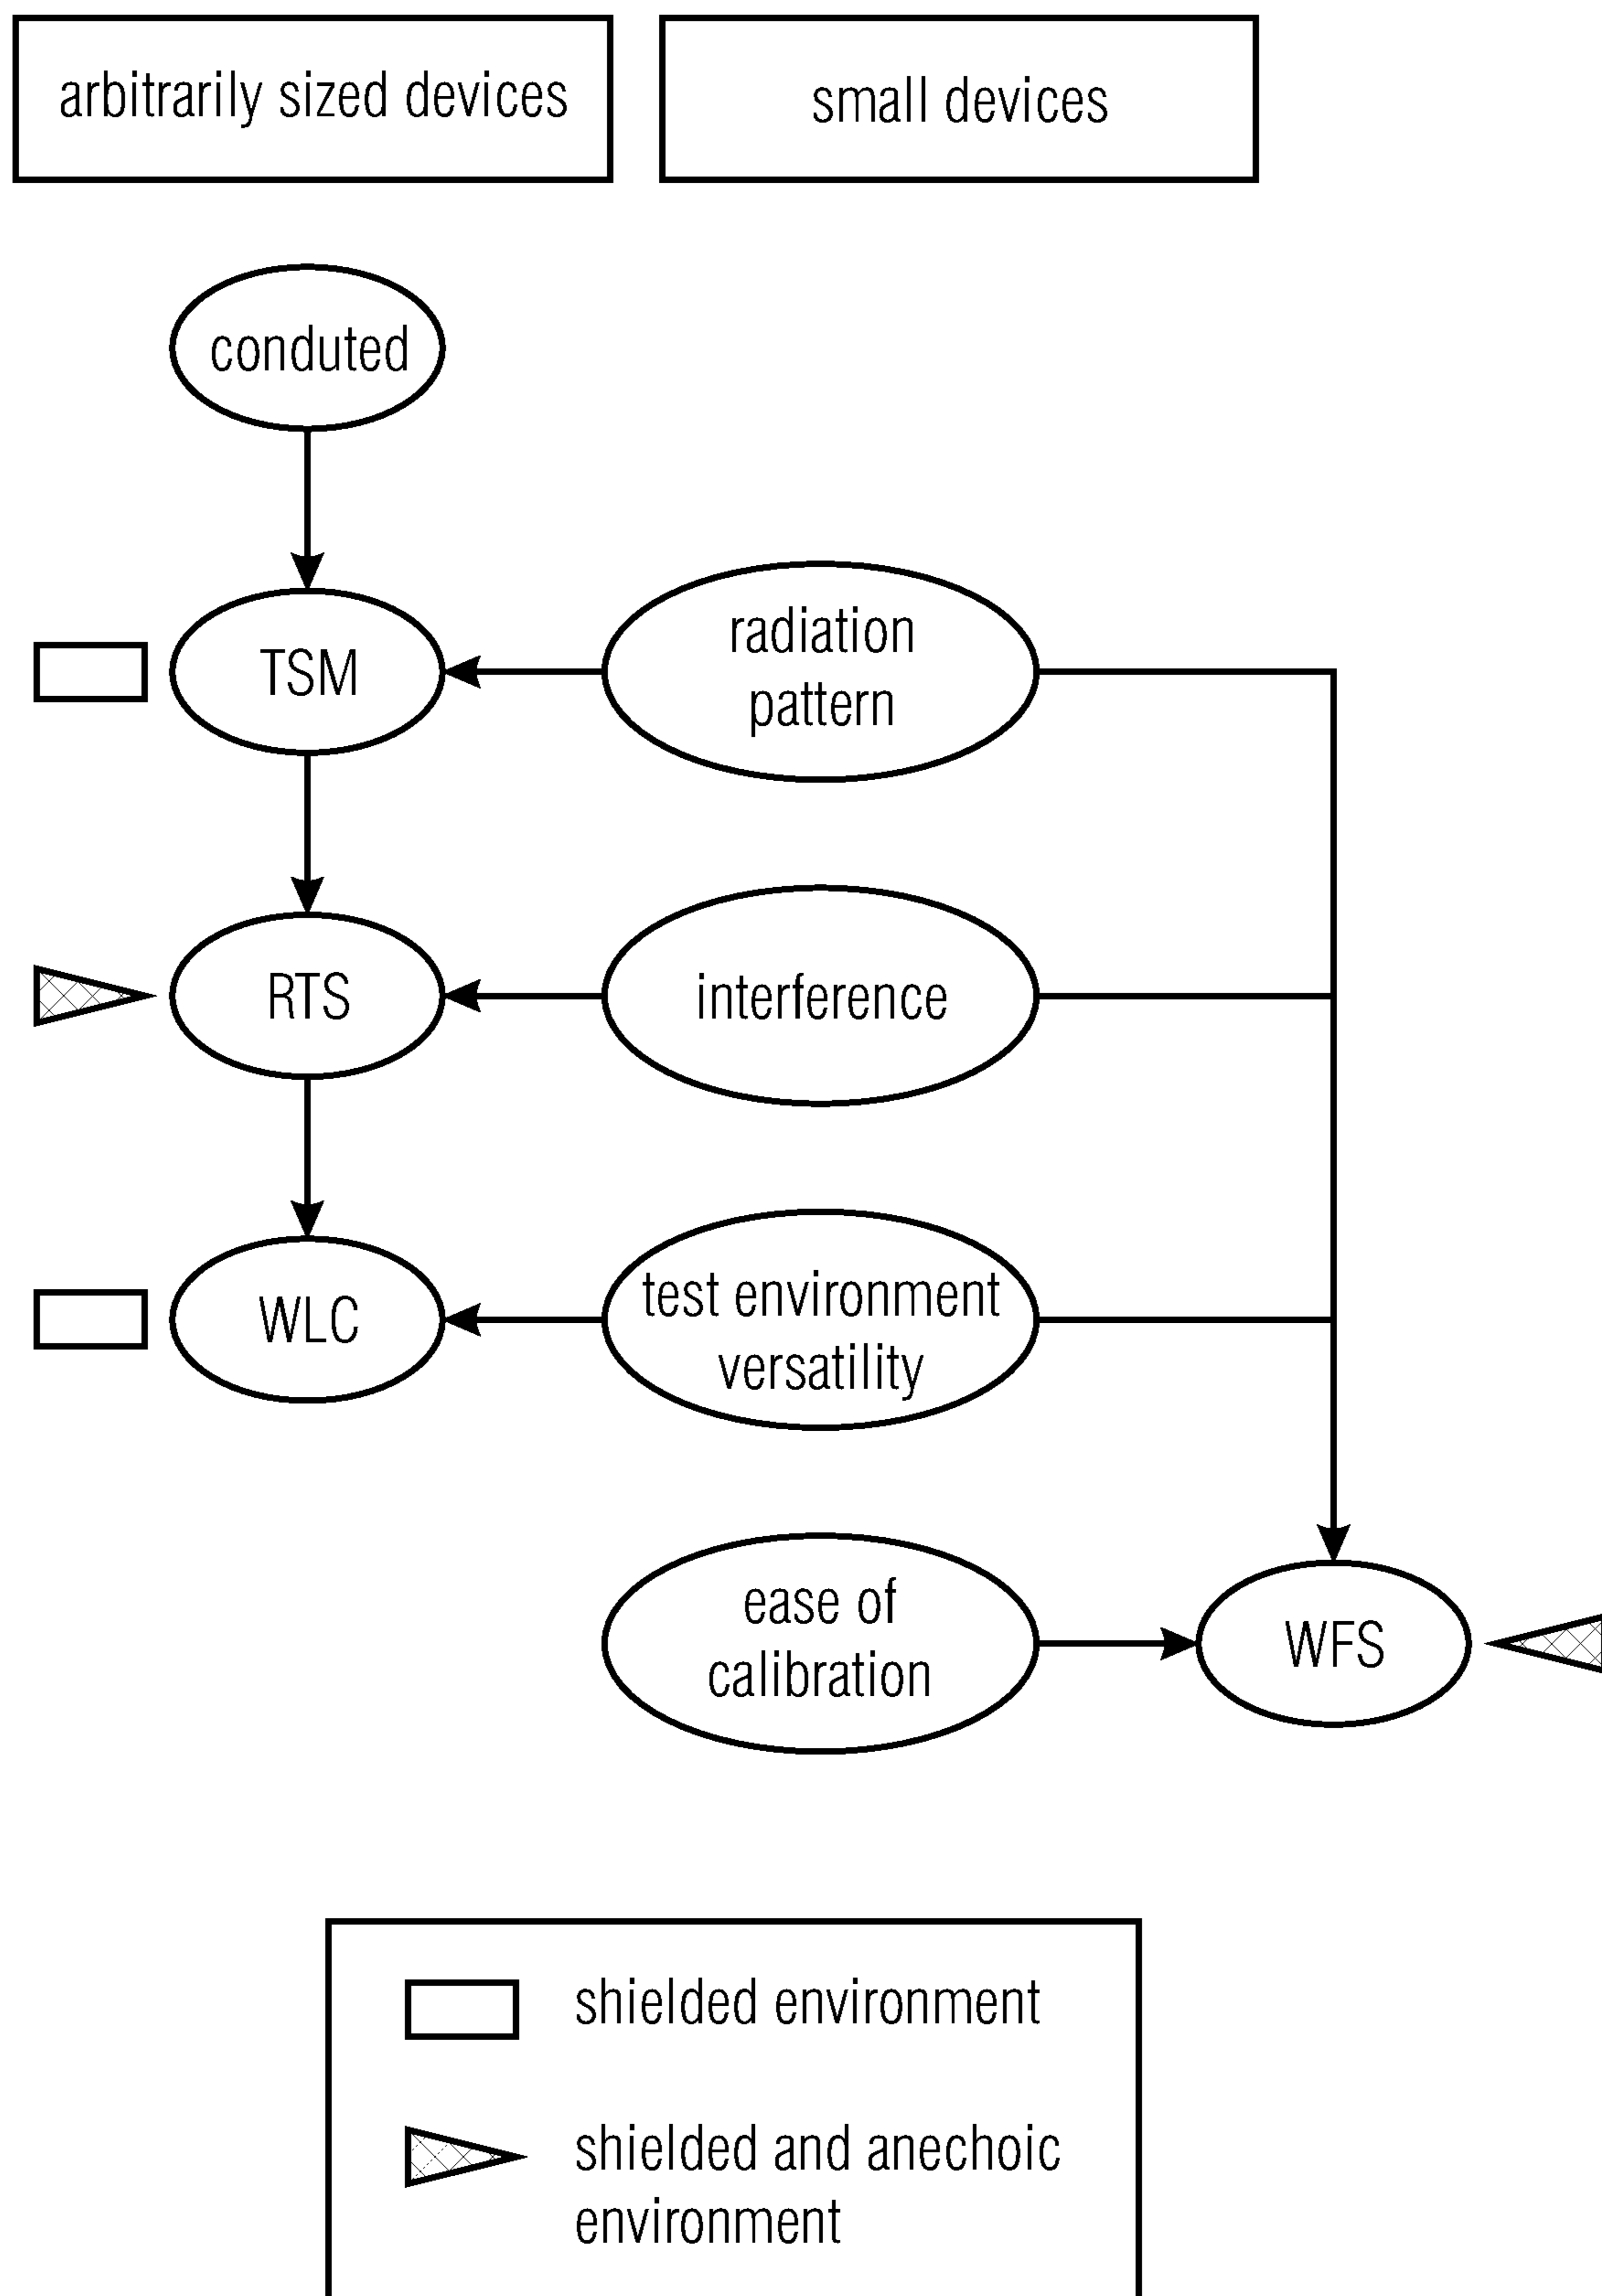 arbitrarily sized devices
small devices
conduted
TSM
radiation
pattern
RTS
interference
WLC
test environment
versatility
ease of
calibration
WFS
shielded environment
shielded and anechoic
environment